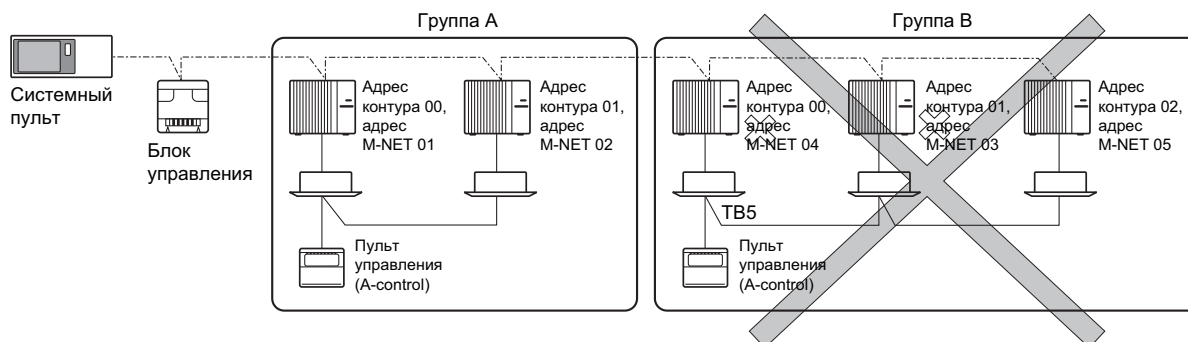 Группа A
Группа B
Системный
пульт
Блок
управления
Адрес
контура 00,
адрес
M-NET 01
Адрес
контура 01,
адрес
M-NET 02
Пульт
управления
(A-control)
Адрес
контура 00,
адрес
M-NET 04
Адрес
контура 01,
адрес
M-NET 03
Адрес
контура 02,
адрес
M-NET 05
TB5
Пульт
управления
(A-control)